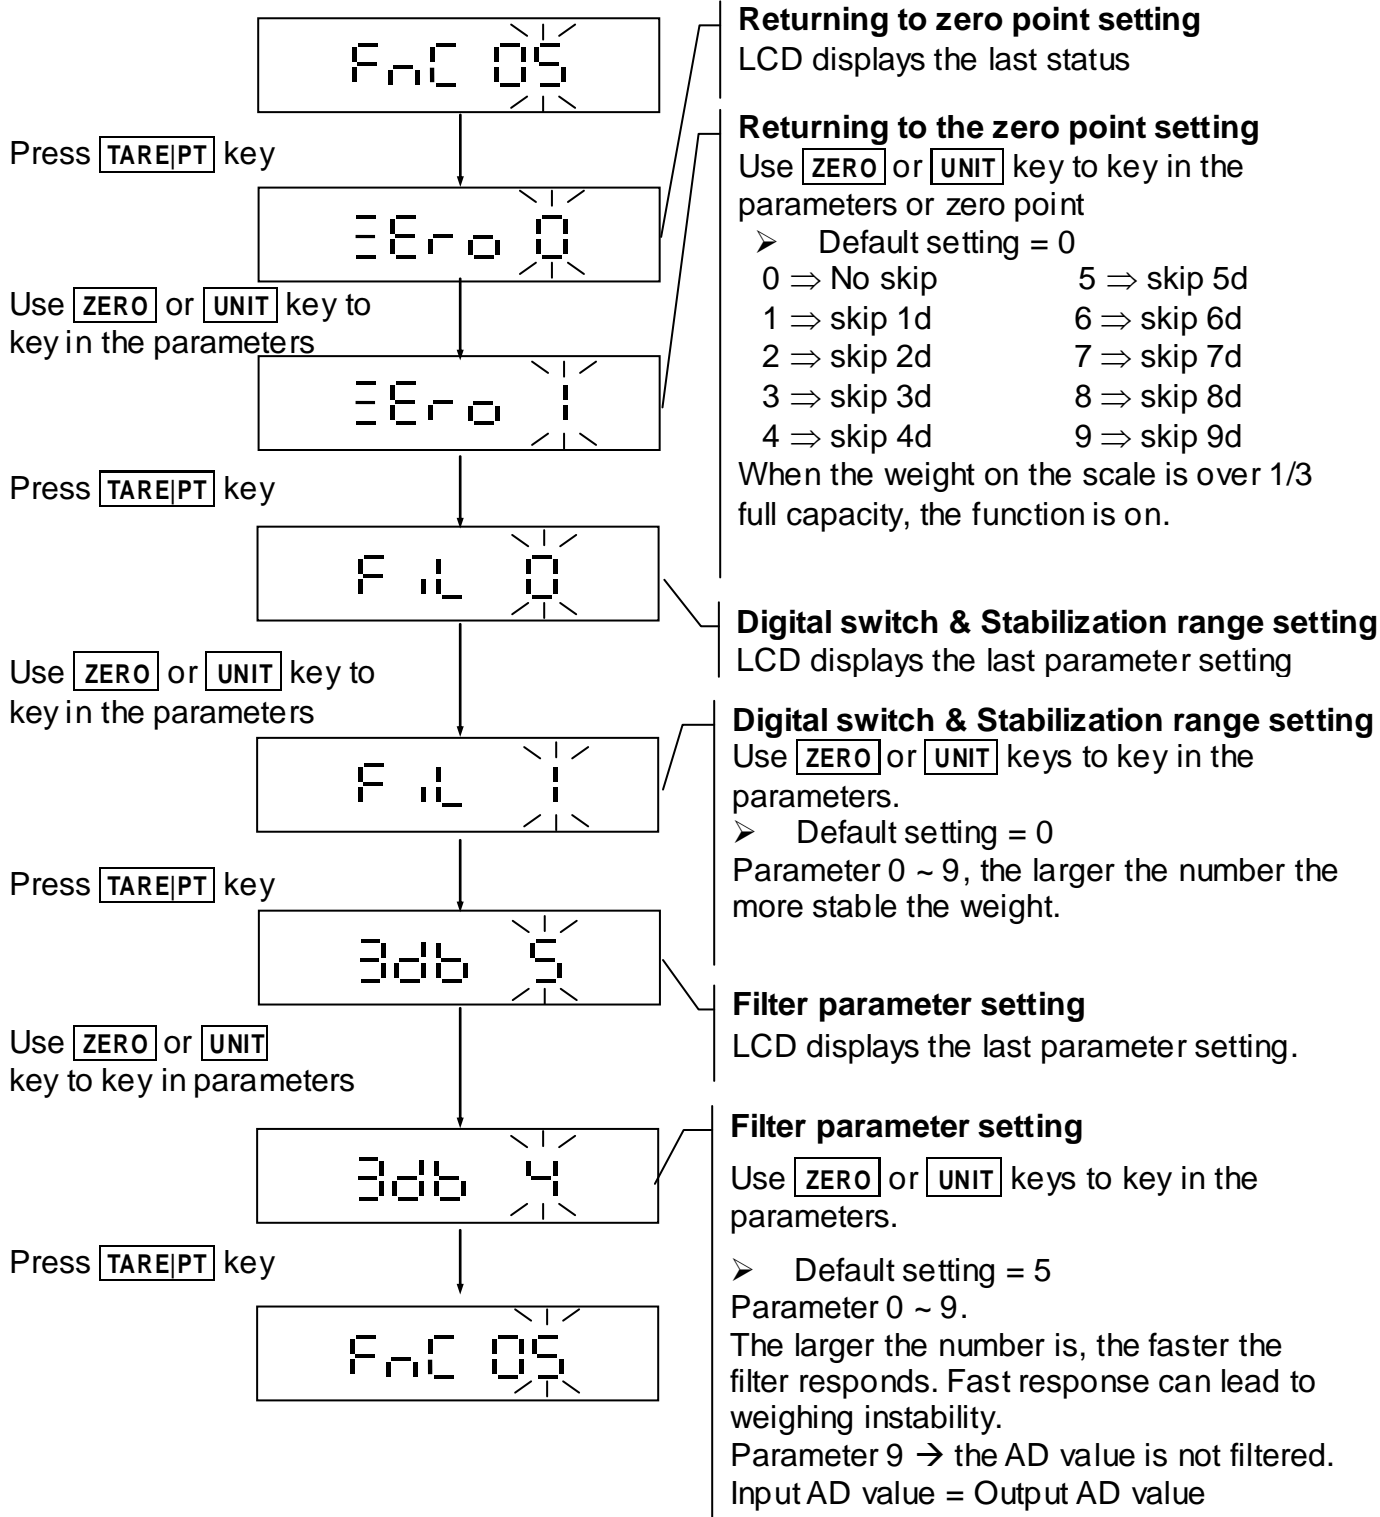 FnC 05
Press TARE|PT key
Ero 0
Use ZERO or UNIT key to
key in the parameters
Ero 1
Press TARE|PT key
FiL 0
Use ZERO or UNIT key to
key in the parameters
FiL 1
Press TARE|PT key
3db 5
Use ZERO or UNIT
key to key in parameters
3db 4
Press TARE|PT key
FnC 05
Returning to zero point setting
LCD displays the last status
Returning to the zero point setting
Use ZERO or UNIT key to key in the
parameters or zero point
➢ Default setting = 0
0 ⇒ No skip 5 ⇒ skip 5d
1 ⇒ skip 1d 6 ⇒ skip 6d
2 ⇒ skip 2d 7 ⇒ skip 7d
3 ⇒ skip 3d 8 ⇒ skip 8d
4 ⇒ skip 4d 9 ⇒ skip 9d
When the weight on the scale is over 1/3
full capacity, the function is on.
Digital switch & Stabilization range setting
LCD displays the last parameter setting
Digital switch & Stabilization range setting
Use ZERO or UNIT keys to key in the
parameters.
➢ Default setting = 0
Parameter 0 ~ 9, the larger the number the
more stable the weight.
Filter parameter setting
LCD displays the last parameter setting.
Filter parameter setting
Use ZERO or UNIT keys to key in the
parameters.
➢ Default setting = 5
Parameter 0 ~ 9.
The larger the number is, the faster the
filter responds. Fast response can lead to
weighing instability.
Parameter 9 → the AD value is not filtered.
Input AD value = Output AD value